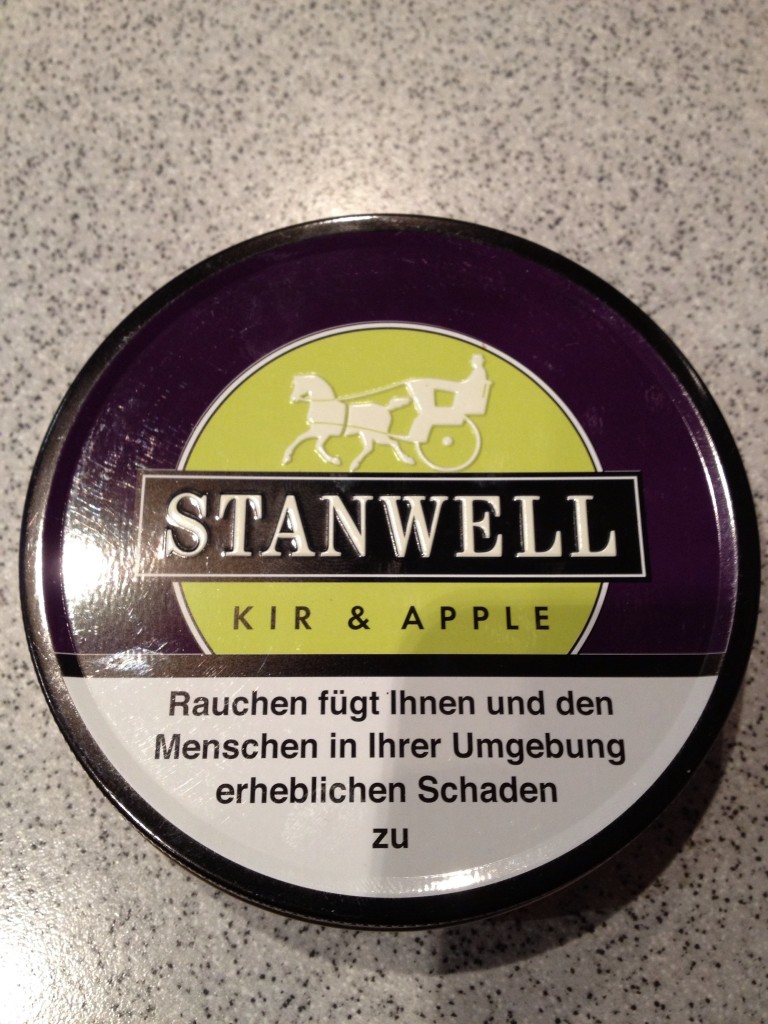 STANWELL
KIR & APPLE
Rauchen fügt Ihnen und den
Menschen in Ihrer Umgebung
erheblichen Schaden
zu